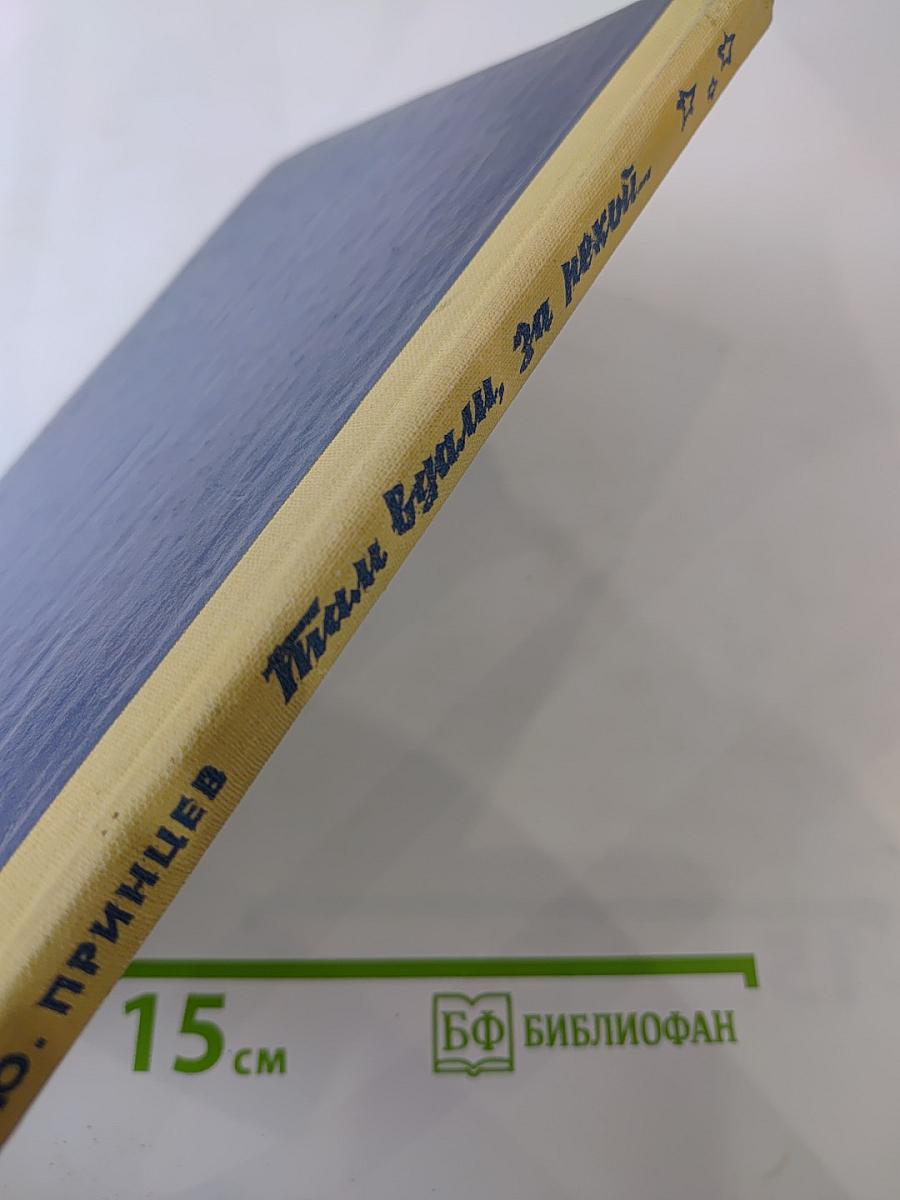 Ю. ПРИНЦЕВ
Там вдали, за рекой...
15 см
БФ БИБЛИОФАН